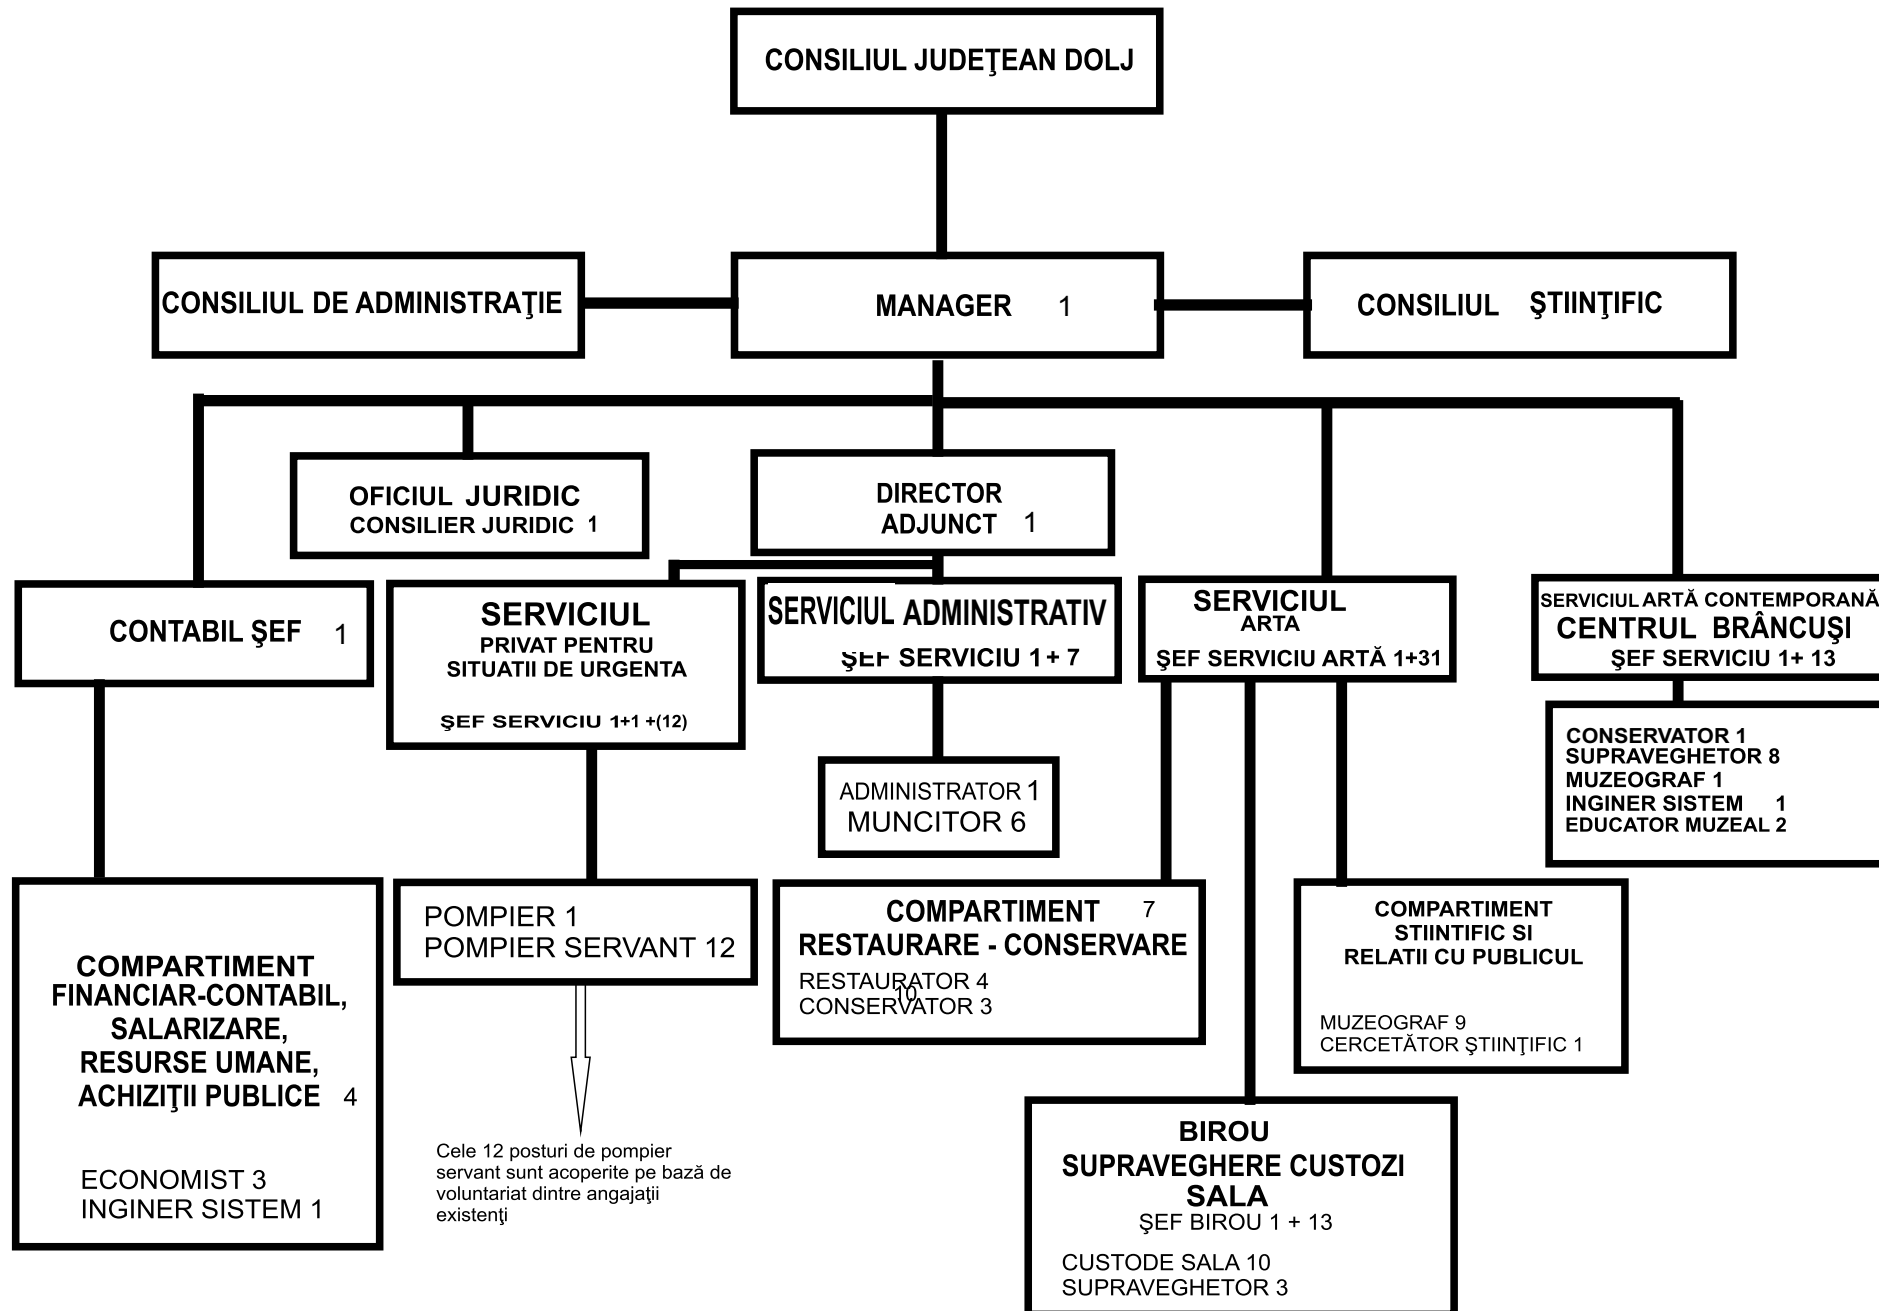 CONSILIUL JUDEŢEAN DOLJ
CONSILIUL DE ADMINISTRAŢIE
MANAGER 1
CONSILIUL ŞTIINŢIFIC
OFICIUL JURIDIC
CONSILIER JURIDIC 1
DIRECTOR
ADJUNCT 1
CONTABIL ŞEF 1
SERVICIUL
PRIVAT PENTRU
SITUATII DE URGENTA
ŞEF SERVICIU 1+1 +(12)
SERVICIUL ADMINISTRATIV
ŞEF SERVICIU 1 + 7
SERVICIUL
ARTA
ŞEF SERVICIU ARTĂ 1+31
SERVICIUL ARTĂ CONTEMPORANĂ
CENTRUL BRÂNCUŞI
ŞEF SERVICIU 1+ 13
CONSERVATOR 1
SUPRAVEGHETOR 8
MUZEOGRAF 1
INGINER SISTEM 1
EDUCATOR MUZEAL 2
ADMINISTRATOR 1
MUNCITOR 6
COMPARTIMENT
FINANCIAR-CONTABIL,
SALARIZARE,
RESURSE UMANE,
ACHIZIŢII PUBLICE 4
ECONOMIST 3
INGINER SISTEM 1
POMPIER 1
POMPIER SERVANT 12
Cele 12 posturi de pompier
servant sunt acoperite pe bază de
voluntariat dintre angajaţii
existenţi
COMPARTIMENT 7
RESTAURARE - CONSERVARE
RESTAURATOR 4
10
CONSERVATOR 3
COMPARTIMENT
STIINTIFIC SI
RELATII CU PUBLICUL
MUZEOGRAF 9
CERCETĂTOR ŞTIINŢIFIC 1
BIROU
SUPRAVEGHERE CUSTOZI
SALA
ŞEF BIROU 1 + 13
CUSTODE SALA 10
SUPRAVEGHETOR 3